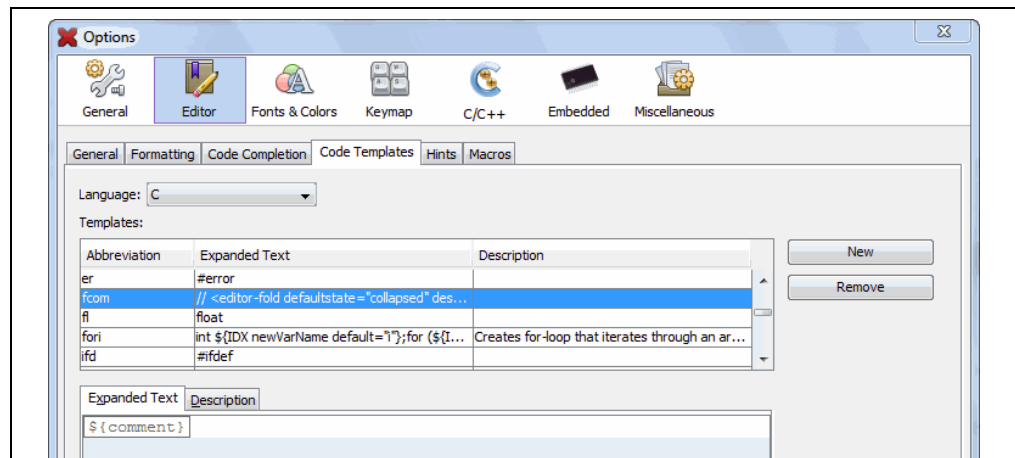 Options
General Editor Fonts & Colors Keymap C/C++ Embedded Miscellaneous
General Formatting Code Completion Code Templates Hints Macros
Language: C
Templates:
Abbreviation Expanded Text Description
New
er #error
Remove
fcom // <editor-fold defaultstate="collapsed" des...
fl float
fori int ${IDX newVarName default="i"};for (${I... Creates for-loop that iterates through an ar...
ifd #ifdef
Expanded Text Description
${comment}